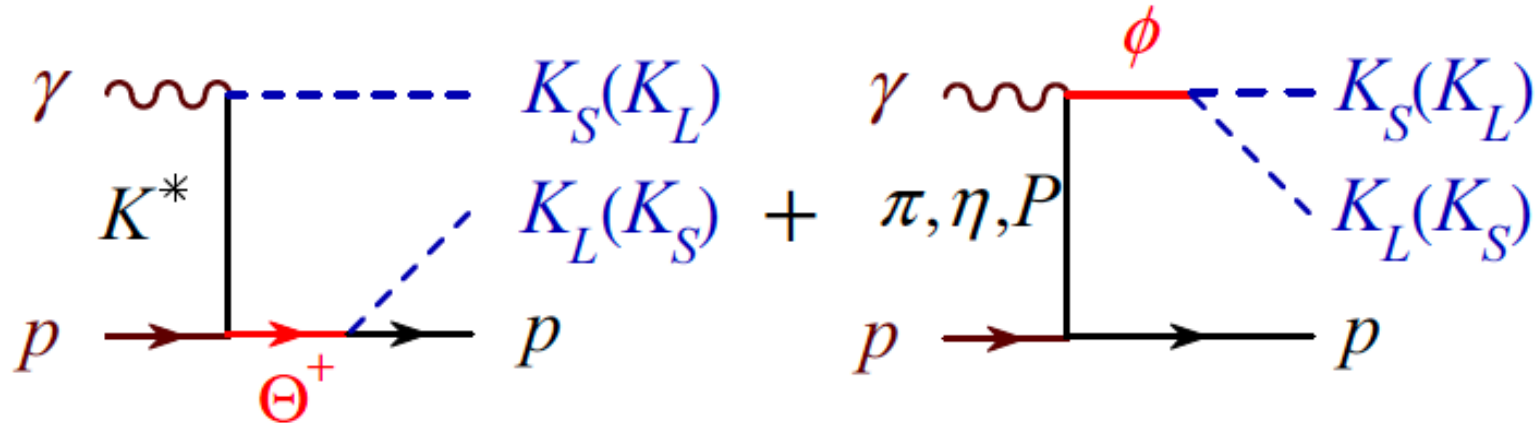 γ K_S(K_L)
K* K_L(K_S)
p p
Θ⁺
+
ϕ
γ K_S(K_L)
π,η,P K_L(K_S)
p p